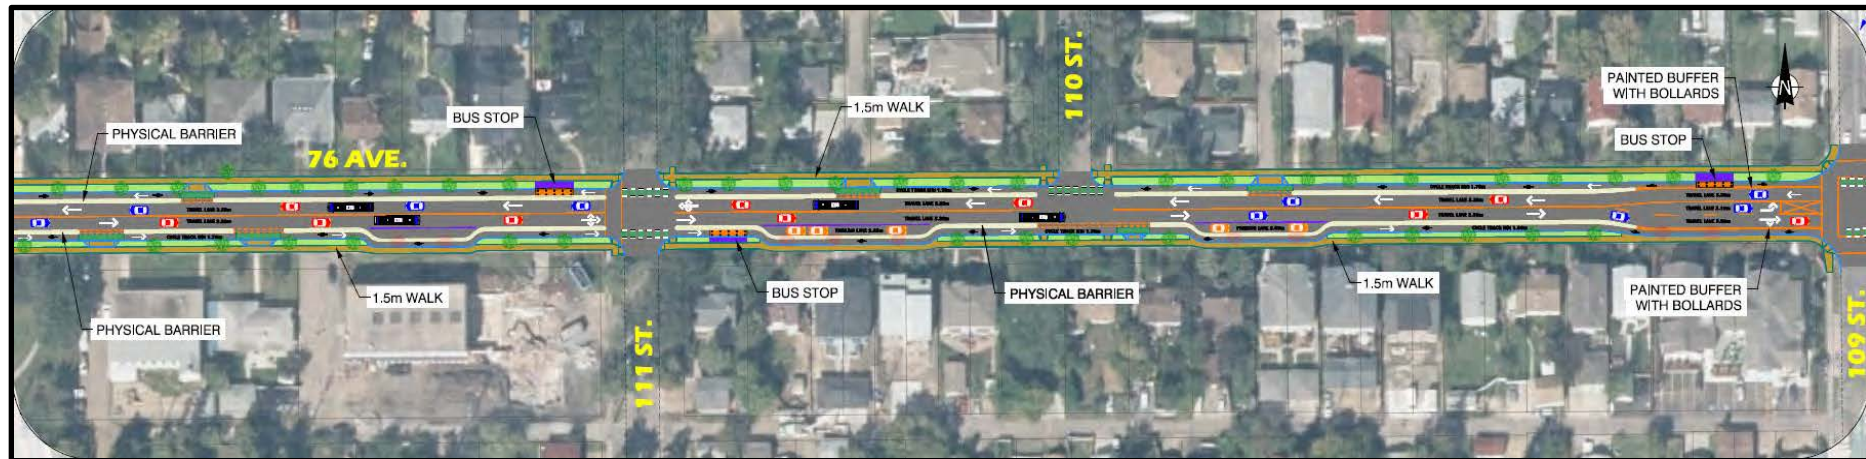 PAINTED BUFFER
WITH BOLLARDS
N
BUS STOP
1.5m WALK
110 ST.
PHYSICAL BARRIER
BUS STOP
76 AVE.
1.5m WALK
BUS STOP
PHYSICAL BARRIER
1.5m WALK
PAINTED BUFFER
WITH BOLLARDS
PHYSICAL BARRIER
111 ST.
109 ST.